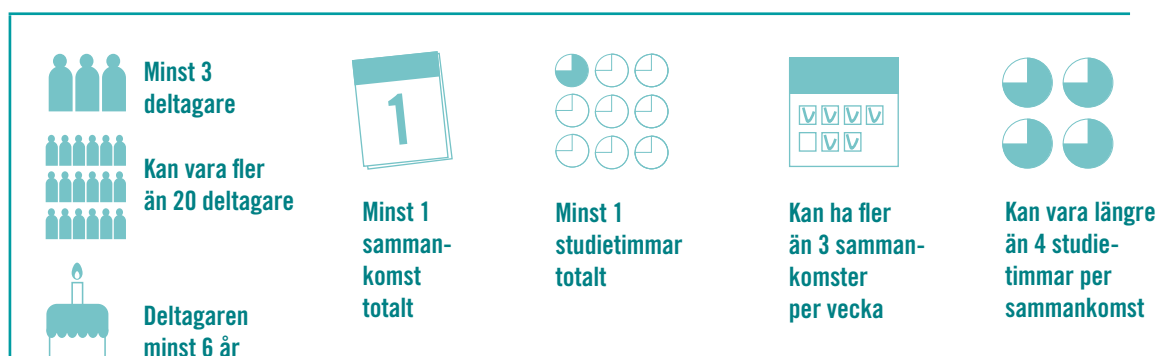 Minst 3
deltagare
Kan vara fler
än 20 deltagare
Deltagaren
minst 6 år
1
Minst 1
samman-
komst
totalt
Minst 1
studietimmar
totalt
Kan ha fler
än 3 samman-
komster
per vecka
Kan vara längre
än 4 studie-
timmar per
sammankomst